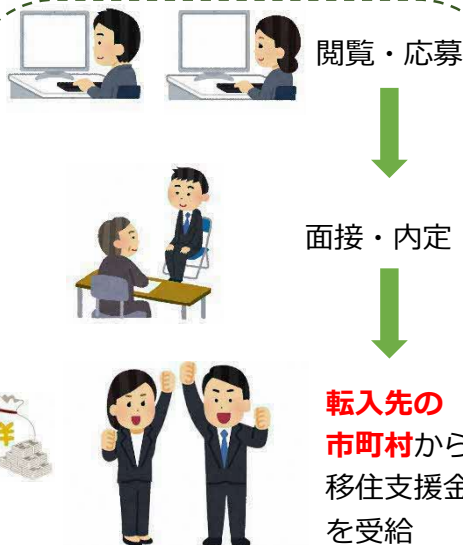 閲覧・応募
面接・内定
転入先の
市町村から
移住支援金
を受給
¥